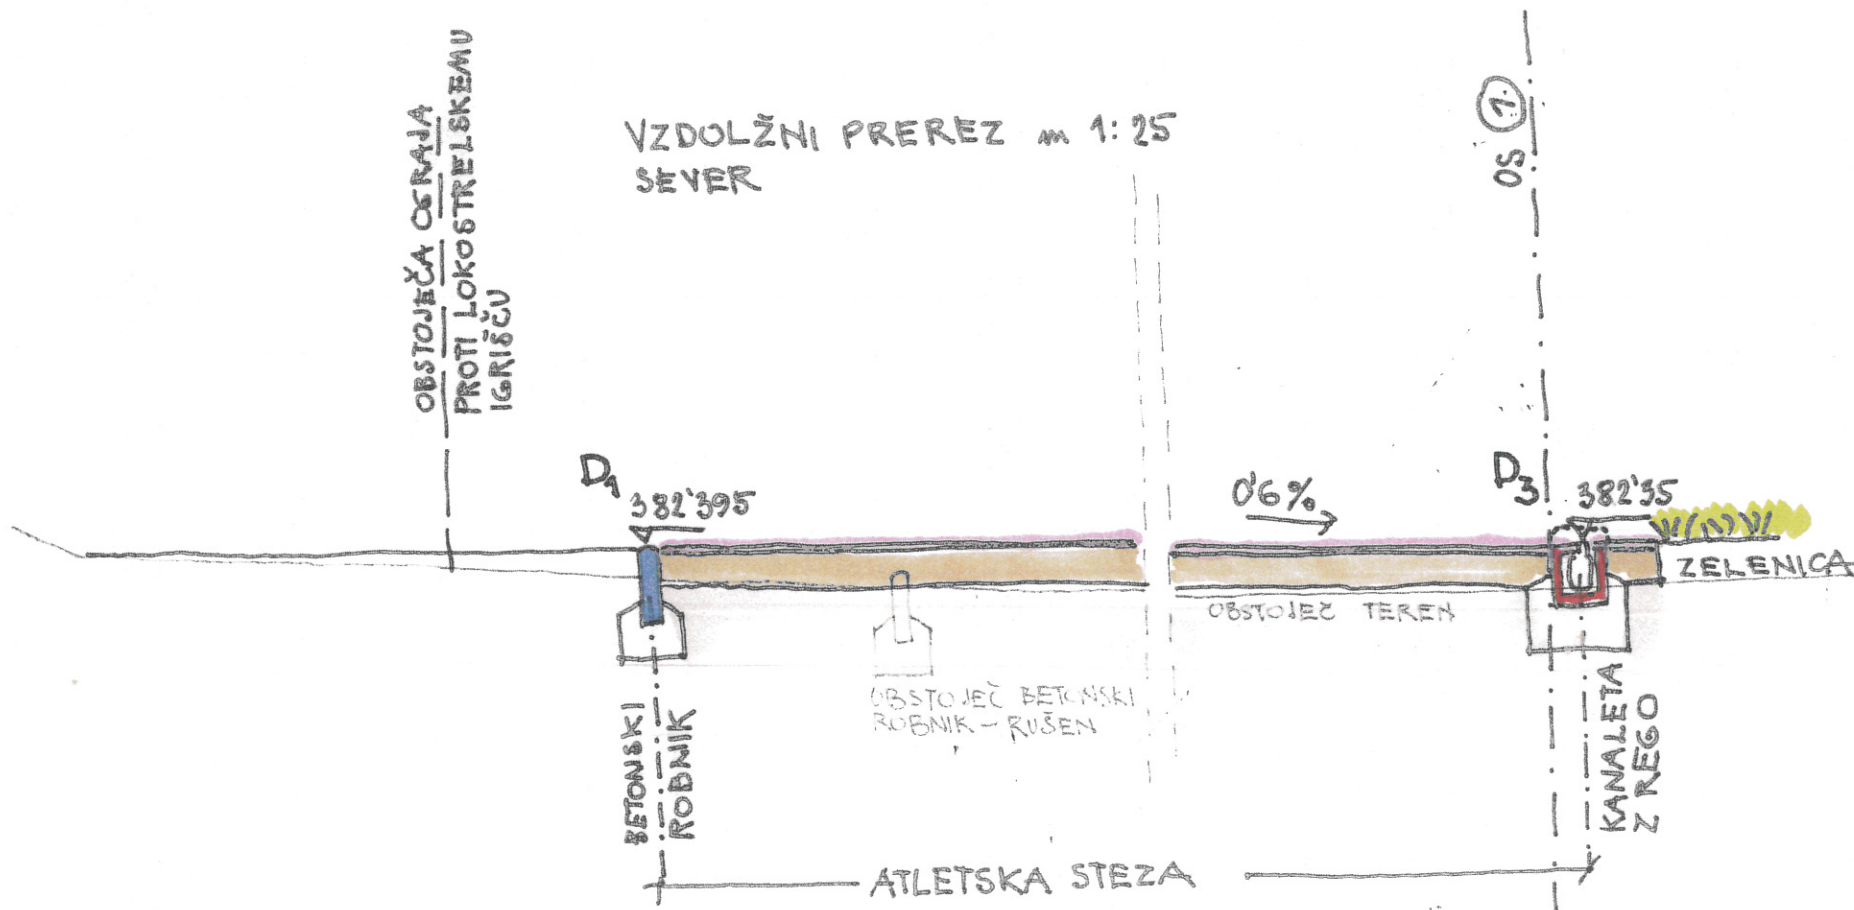 VZDOLŽNI PREREZ m 1:25
SEVER
OBSTOJEČA OGRAJA
PROTI LOKOSTRELSKEMU
IGRIŠČU
OS 1.
D1
382'395
0'6%
D3
382'35
ZELENICA
OBSTOJEČ TEREN
OBSTOJEČ BETONSKI
ROBNIK – RUŠEN
BETONSKI
ROBNIK
KANALETA
Z REGO
ATLETSKA STEZA